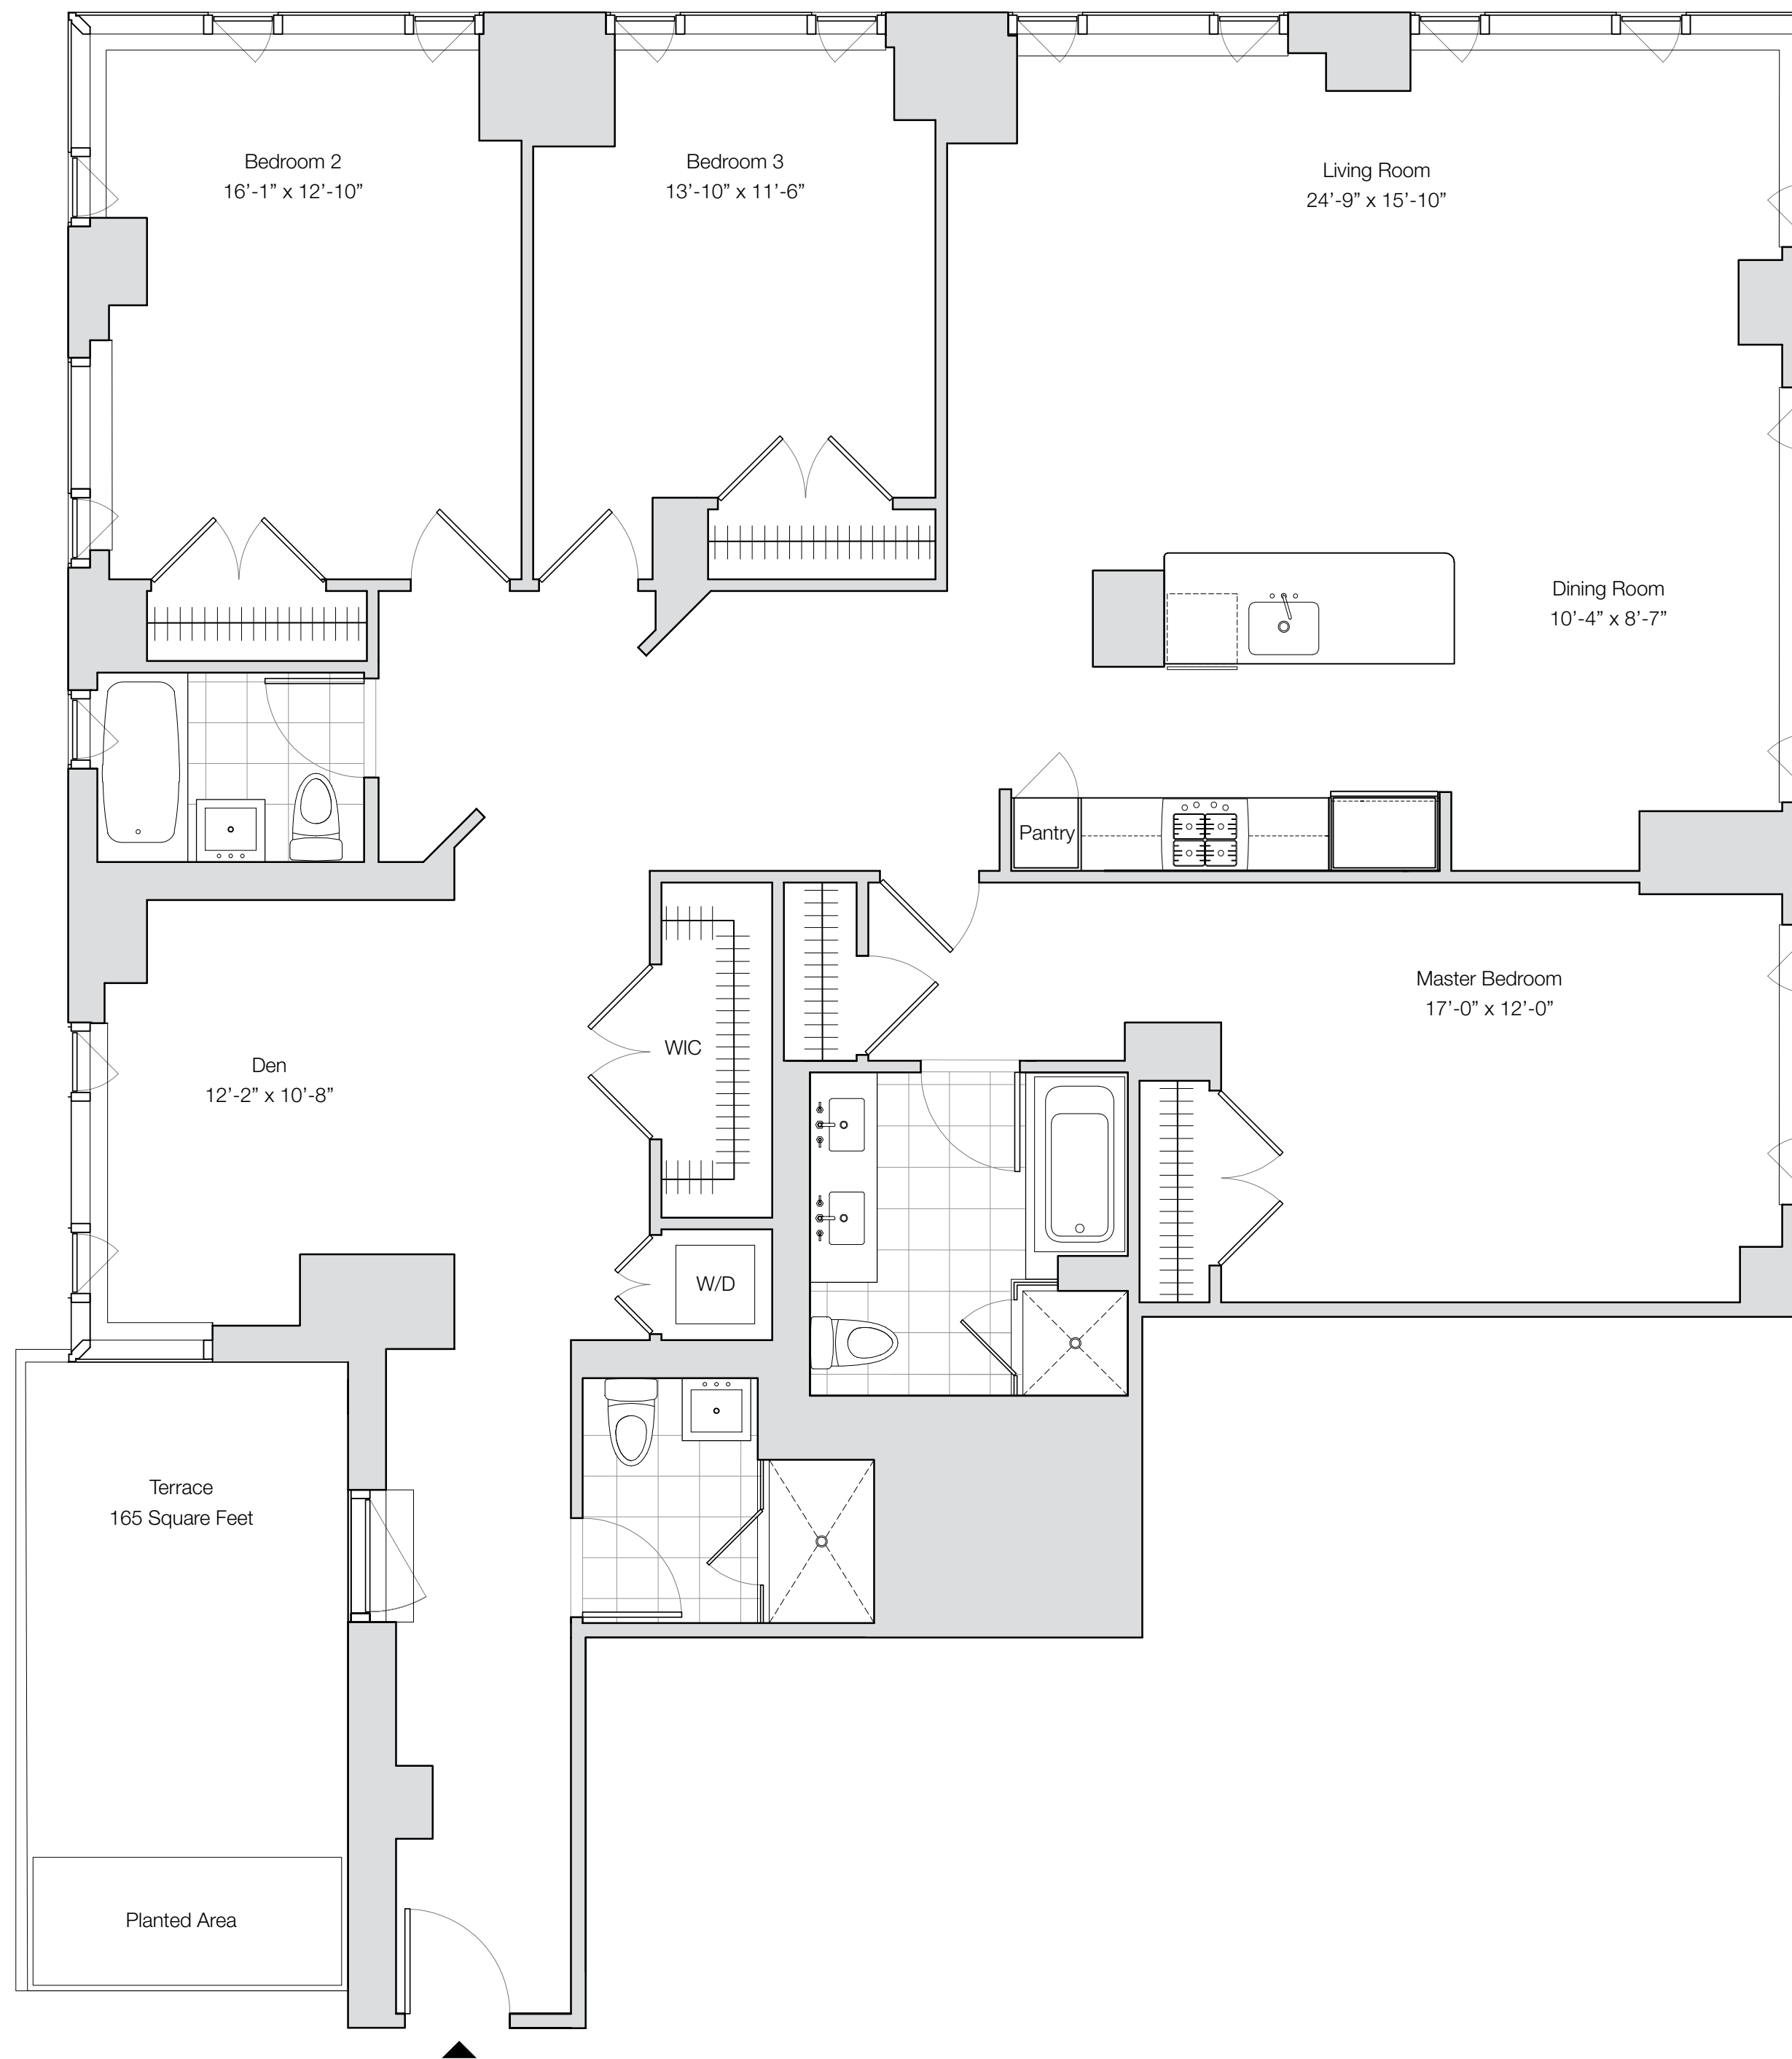 Bedroom 2
16’-1” x 12’-10”
Bedroom 3
13’-10” x 11’-6”
Living Room
24’-9” x 15’-10”
Dining Room
10’-4” x 8’-7”
Pantry
Master Bedroom
17’-0” x 12’-0”
WIC
Den
12’-2” x 10’-8”
W/D
Terrace
165 Square Feet
Planted Area